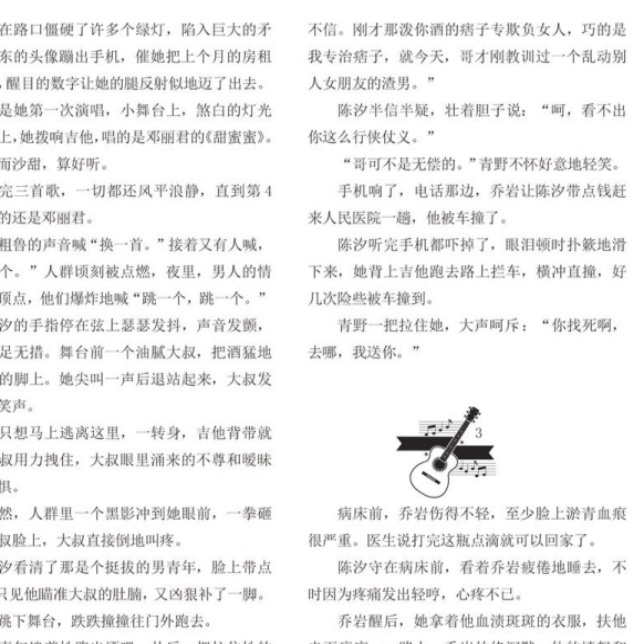 在路口僵硬了许多个绿灯，陷入巨大的矛
东的头像蹦出手机，催她把上个月的房租
，醒目的数字让她的腿反射似地迈了出去。
是她第一次演唱，小舞台上，煞白的灯光
上，她拨响吉他，唱的是邓丽君的《甜蜜蜜》。
而沙甜，算好听。
完三首歌，一切都还风平浪静，直到第 4
的还是邓丽君。
粗鲁的声音喊“换一首。”接着又有人喊，
个。”人群顷刻被点燃，夜里，男人的情
顶点，他们爆炸地喊“跳一个，跳一个。”
汐的手指停在弦上瑟瑟发抖，声音发颤，
足无措。舞台前一个油腻大叔，把酒猛地
的脚上。她尖叫一声后退站起来，大叔发
笑声。
只想马上逃离这里，一转身，吉他背带就
叔用力拽住，大叔眼里涌来的不尊和暧昧
惧。
然，人群里一个黑影冲到她眼前，一拳砸
叔脸上，大叔直接倒地叫疼。
汐看清了那是个挺拔的男青年，脸上带点
只见他瞄准大叔的肚腩，又凶狠补了一脚。
跳下舞台，跌跌撞撞往门外跑去。
不信。刚才那泼你酒的痞子专欺负女人，巧的是
我专治痞子，就今天，哥才刚教训过一个乱动别
人女朋友的渣男。”
陈汐半信半疑，壮着胆子说：“呵，看不出
你这么行侠仗义。”
“哥可不是无偿的。”青野不怀好意地轻笑。
手机响了，电话那边，乔岩让陈汐带点钱赶
来人民医院一趟，他被车撞了。
陈汐听完手机都吓掉了，眼泪顿时扑簌地滑
下来，她背上吉他跑去路上拦车，横冲直撞，好
几次险些被车撞到。
青野一把拉住她，大声呵斥：“你找死啊，
去哪，我送你。”
3
病床前，乔岩伤得不轻，至少脸上淤青血痕
很严重。医生说打完这瓶点滴就可以回家了。
陈汐守在病床前，看着乔岩疲倦地睡去，不
时因为疼痛发出轻哼，心疼不已。
乔岩醒后，她拿着他血渍斑斑的衣服，扶他